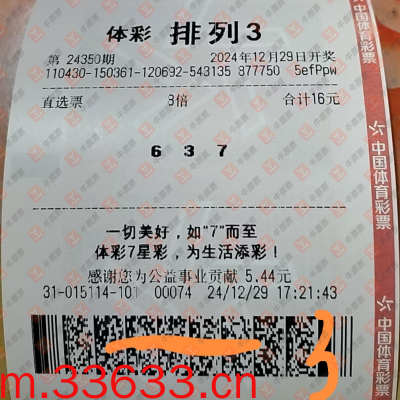 体彩 排列3
第 24350期 2024年12月29日开奖
110430-150361-120692-543135 877750 5efPpw
直选票 8倍 合计16元
6 3 7
一切美好，如“7”而至
体彩7星彩，为生活添彩！
感谢您为公益事业贡献 5.44元
31-015114-101 00074 24/12/29 17:21:43
3
m.33633.cn
中国体育彩票
中国体育彩票
中国体育彩票